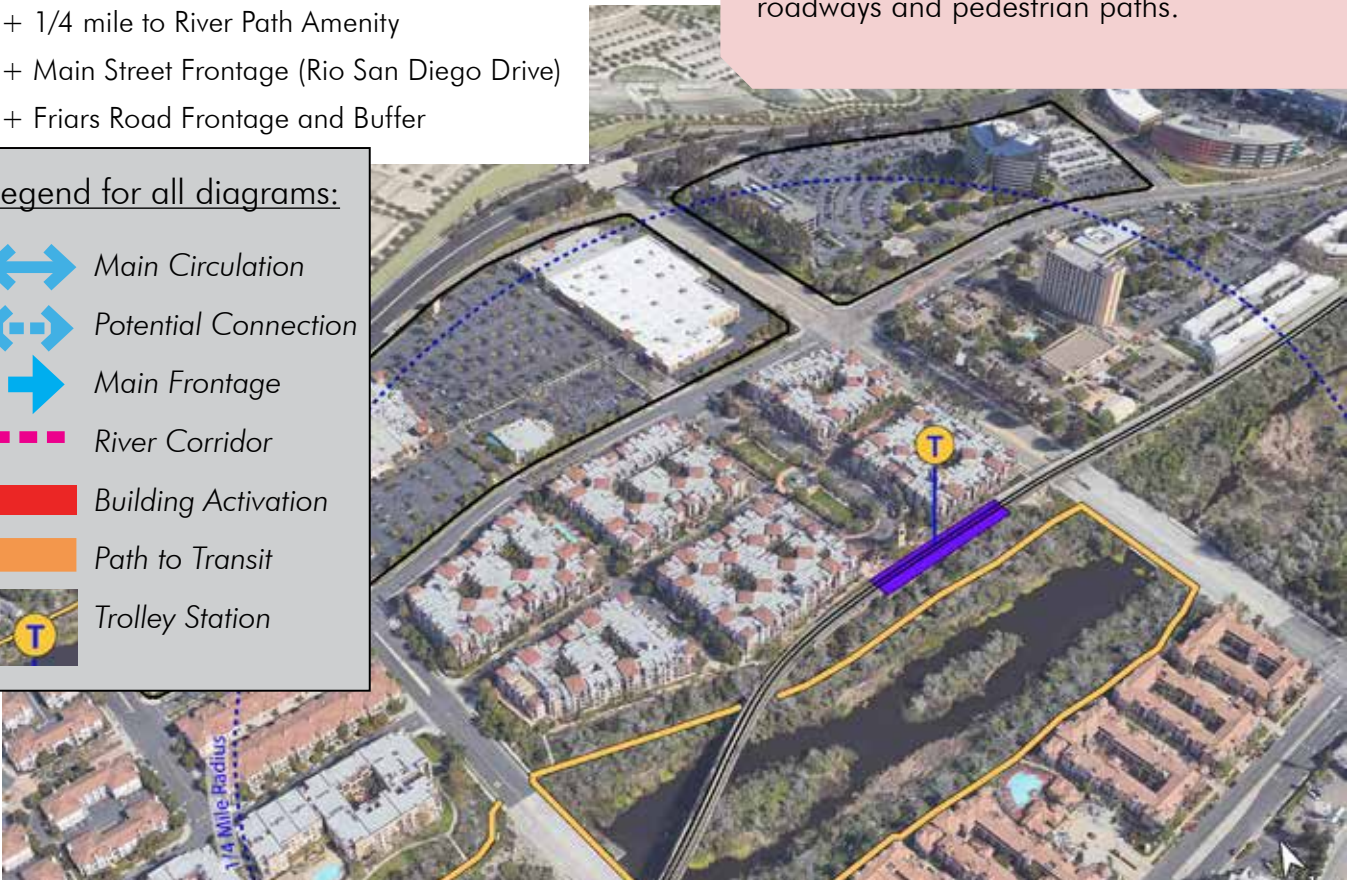 + 1/4 mile to River Path Amenity
+ Main Street Frontage (Rio San Diego Drive)
+ Friars Road Frontage and Buffer
roadways and pedestrian paths.
egend for all diagrams:
Main Circulation
Potential Connection
Main Frontage
River Corridor
Building Activation
Path to Transit
T
Trolley Station
T
1/4 Mile Radius